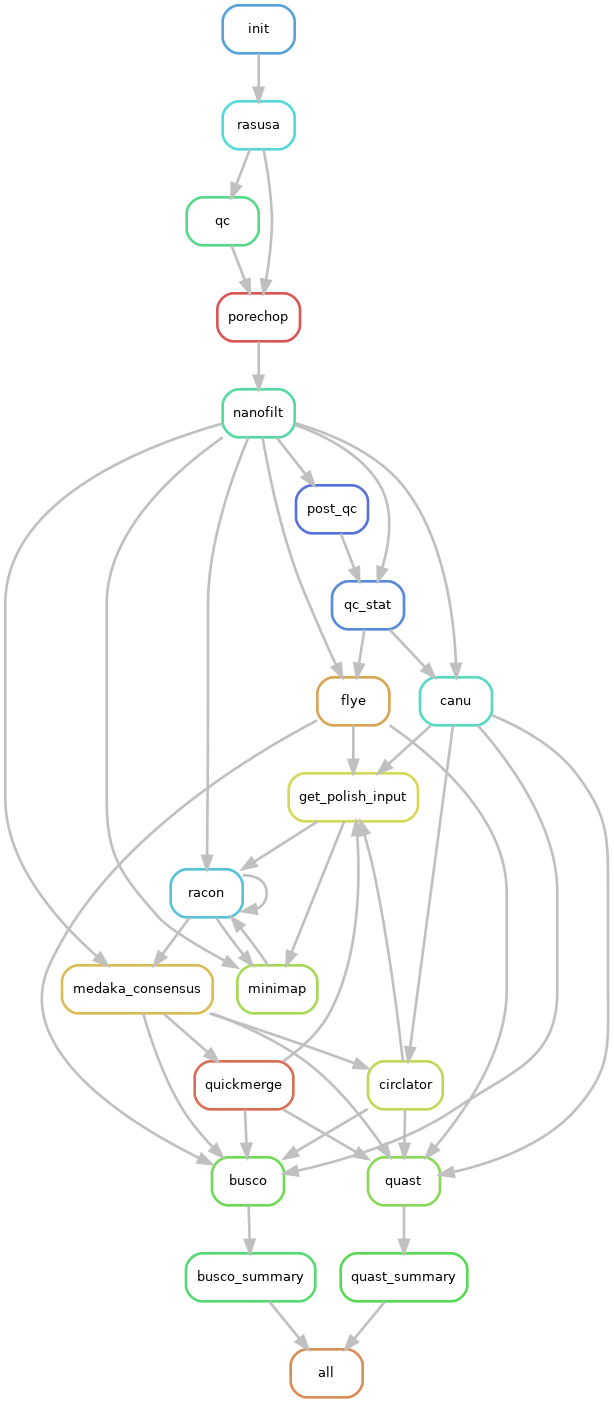 init
rasusa
qc
porechop
nanofilt
post_qc
qc_stat
flye
canu
get_polish_input
racon
medaka_consensus
minimap
quickmerge
circlator
busco
quast
busco_summary
quast_summary
all